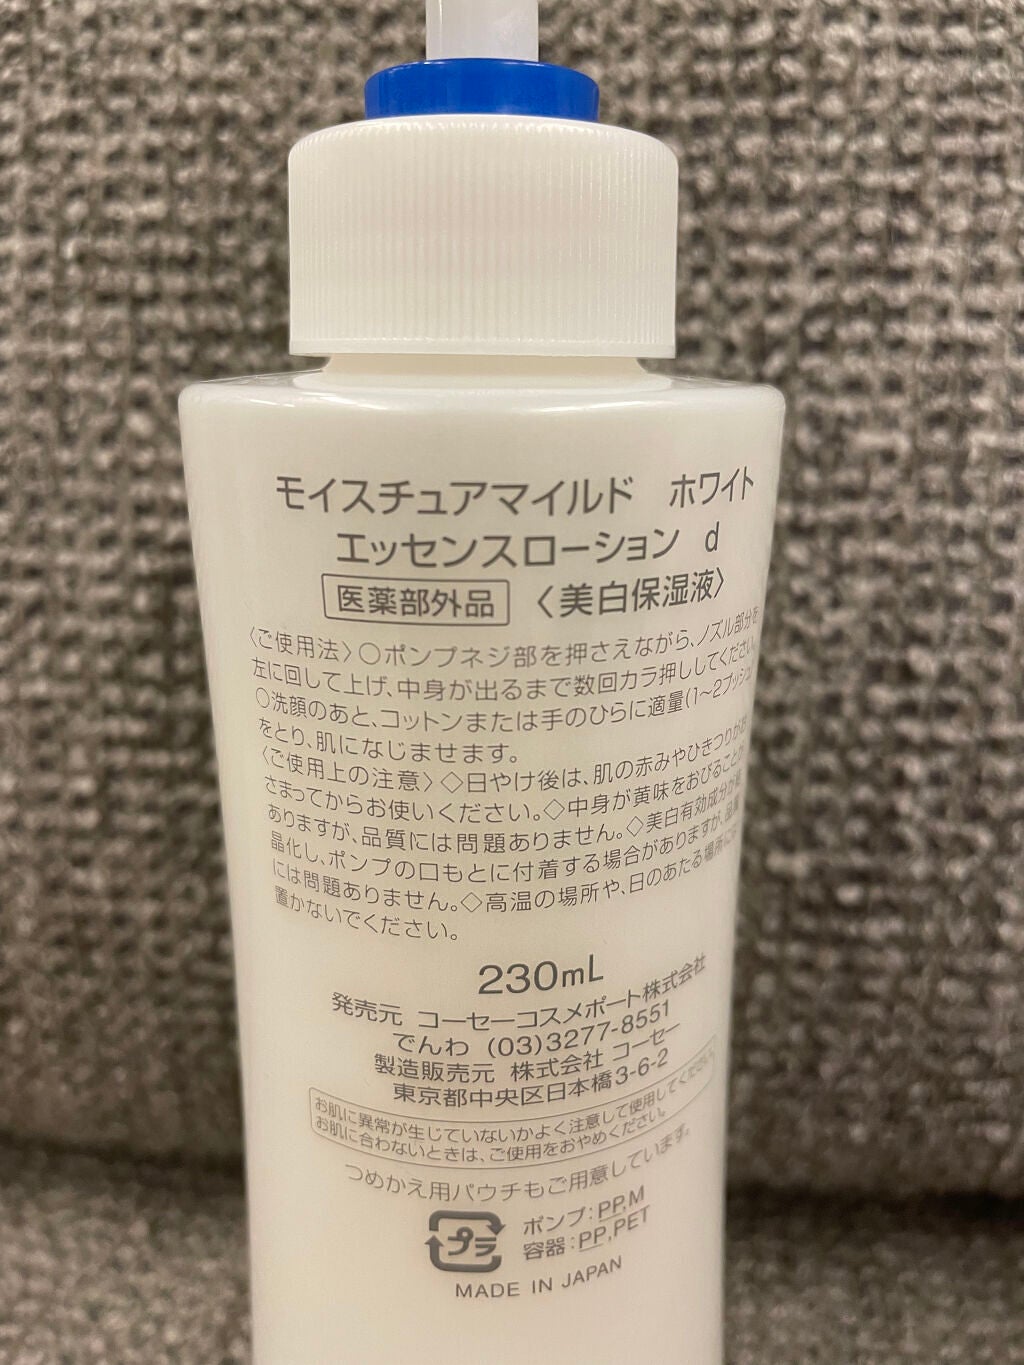 モイスチュアマイルド ホワイト
エッセンスローション d
医薬部外品 〈美白保湿液〉
〈ご使用法〉○ポンプネジ部を押さえながら、ノズル部分を
左に回して上げ、中身が出るまで数回カラ押ししてください。
○洗顔のあと、コットンまたは手のひらに適量(1〜2プッシュ)
をとり、肌になじませます。
〈ご使用上の注意〉◇日やけ後は、肌の赤みやひきつりがお
さまってからお使いください。◇中身が黄味をおびることが
ありますが、品質には問題ありません。◇美白有効成分が結
晶化し、ポンプの口もとに付着する場合がありますが、品質
には問題ありません。◇高温の場所や、日のあたる場所には
置かないでください。
230mL
発売元 コーセーコスメポート株式会社
でんわ (03)3277-8551
製造販売元 株式会社 コーセー
東京都中央区日本橋3-6-2
お肌に異常が生じていないかよく注意して使用してください。
お肌に合わないときは、ご使用をおやめください。
つめかえ用パウチもご用意しています。
プラ ポンプ:PP,M
容器:PP,PET
MADE IN JAPAN